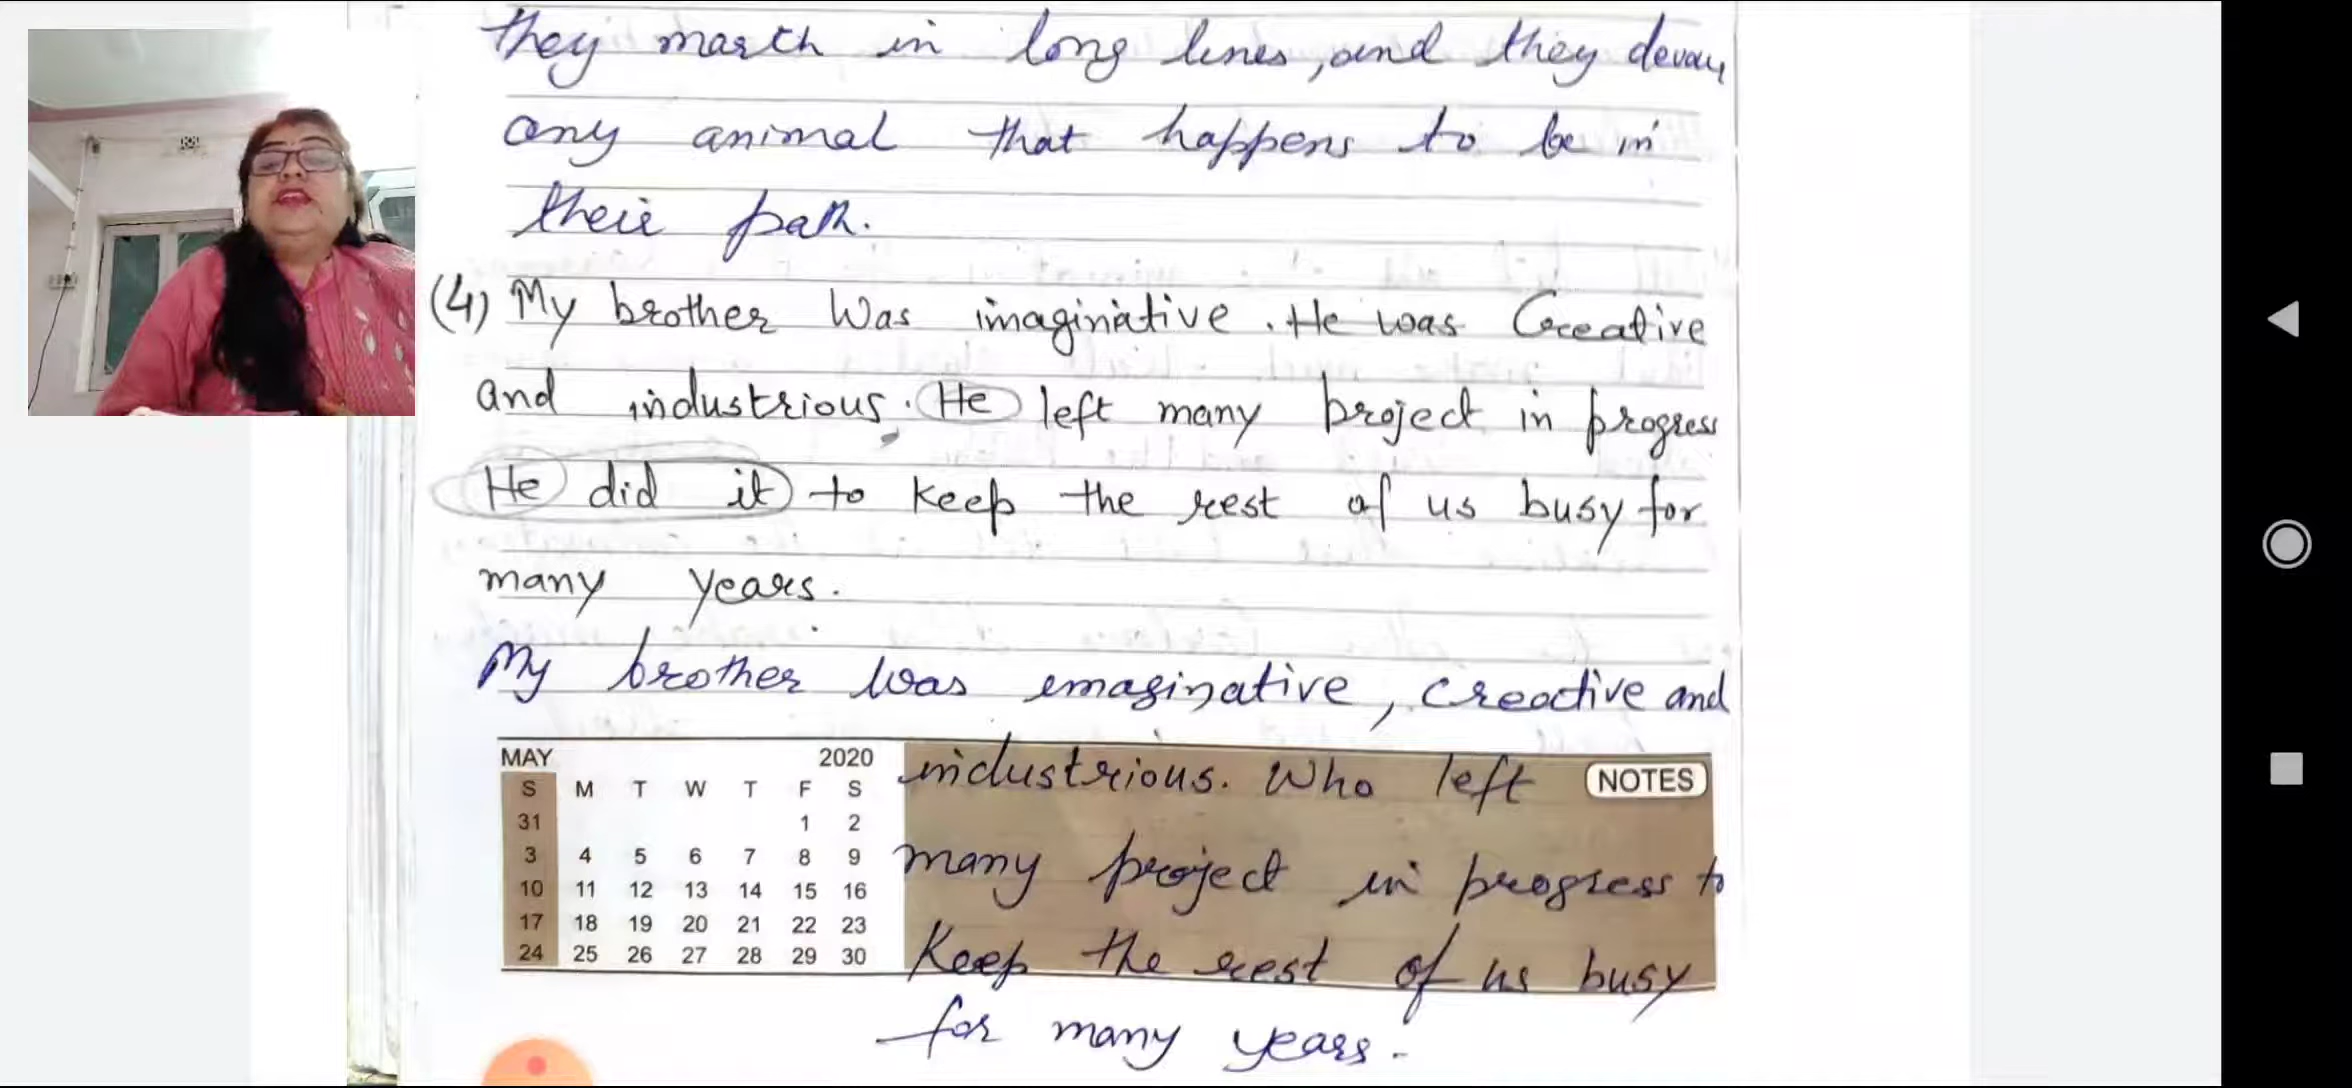 they march in long lines, and they devour
any animal that happens to be in
their path.
(4) My brother was imaginative. He was Creative
and industrious. He left many project in progress
He did it to keep the rest of us busy for
many years.
My brother was emaginative, creative and
industrious. Who left
NOTES
many project in progress to
Keep the rest of us busy
for many years.
MAY 2020
S M T W T F S
31 1 2
3 4 5 6 7 8 9
10 11 12 13 14 15 16
17 18 19 20 21 22 23
24 25 26 27 28 29 30